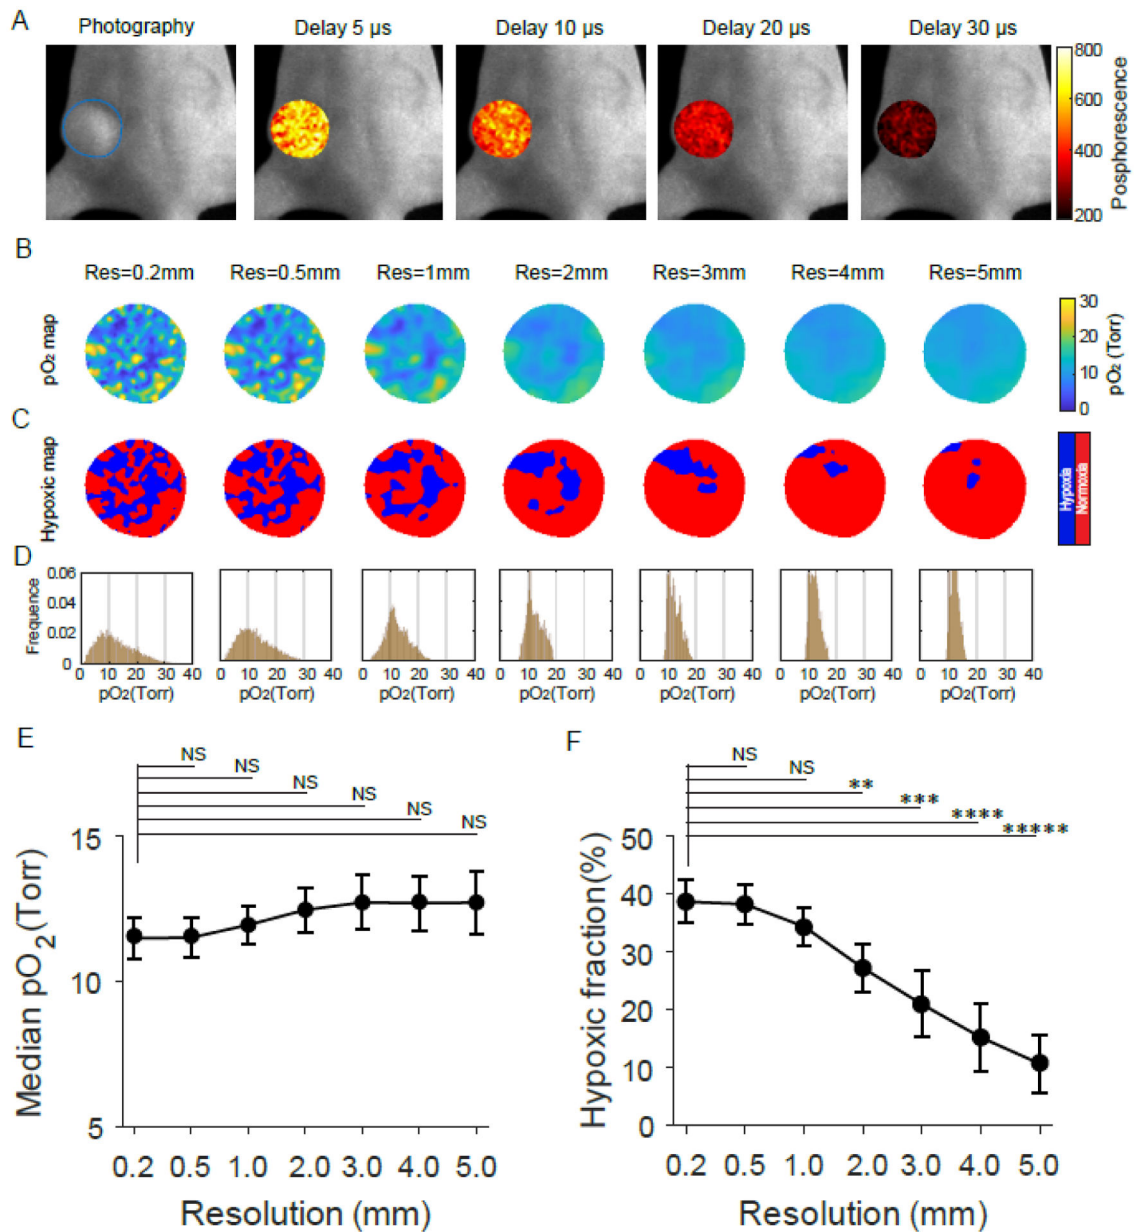 A
Photography
Delay 5 µs
Delay 10 µs
Delay 20 µs
Delay 30 µs
800
600
400
200
Posphorescence
B
Res=0.2mm
Res=0.5mm
Res=1mm
Res=2mm
Res=3mm
Res=4mm
Res=5mm
pO₂ map
30
20
10
0
pO₂ (Torr)
C
Hypoxic map
Hypoxia
Normoxia
D
Frequence
0.06
0.04
0.02
0
0 10 20 30 40
0 10 20 30 40
0 10 20 30 40
0 10 20 30 40
0 10 20 30 40
0 10 20 30 40
0 10 20 30 40
pO₂(Torr)
pO₂(Torr)
pO₂(Torr)
pO₂(Torr)
pO₂(Torr)
pO₂(Torr)
pO₂(Torr)
E
NS
NS
NS
NS
NS
NS
15
10
5
Median pO₂(Torr)
0.2 0.5 1.0 2.0 3.0 4.0 5.0
Resolution (mm)
F
NS
NS
**
***
****
*****
50
40
30
20
10
0
Hypoxic fraction(%)
0.2 0.5 1.0 2.0 3.0 4.0 5.0
Resolution (mm)